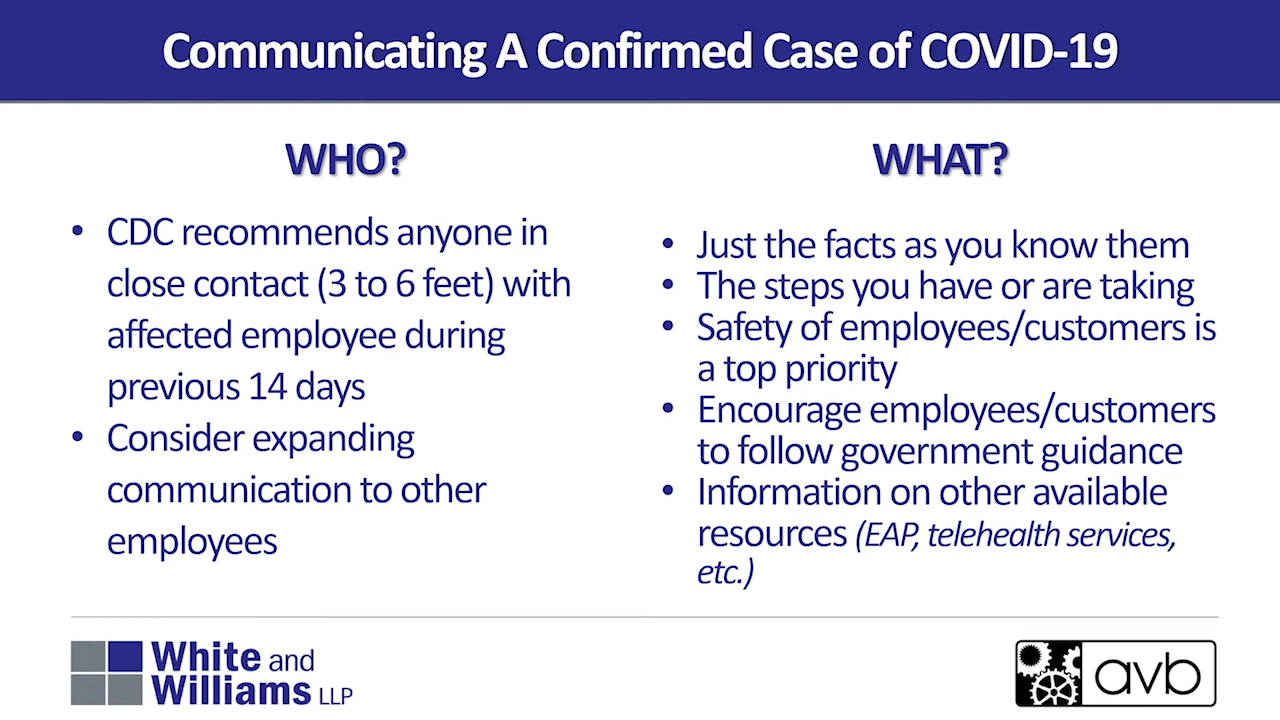 Communicating A Confirmed Case of COVID-19
WHO?
• CDC recommends anyone in
close contact (3 to 6 feet) with
affected employee during
previous 14 days
• Consider expanding
communication to other
employees
WHAT?
• Just the facts as you know them
• The steps you have or are taking
• Safety of employees/customers is
a top priority
• Encourage employees/customers
to follow government guidance
• Information on other available
resources (EAP, telehealth services,
etc.)
White and
Williams LLP
avb